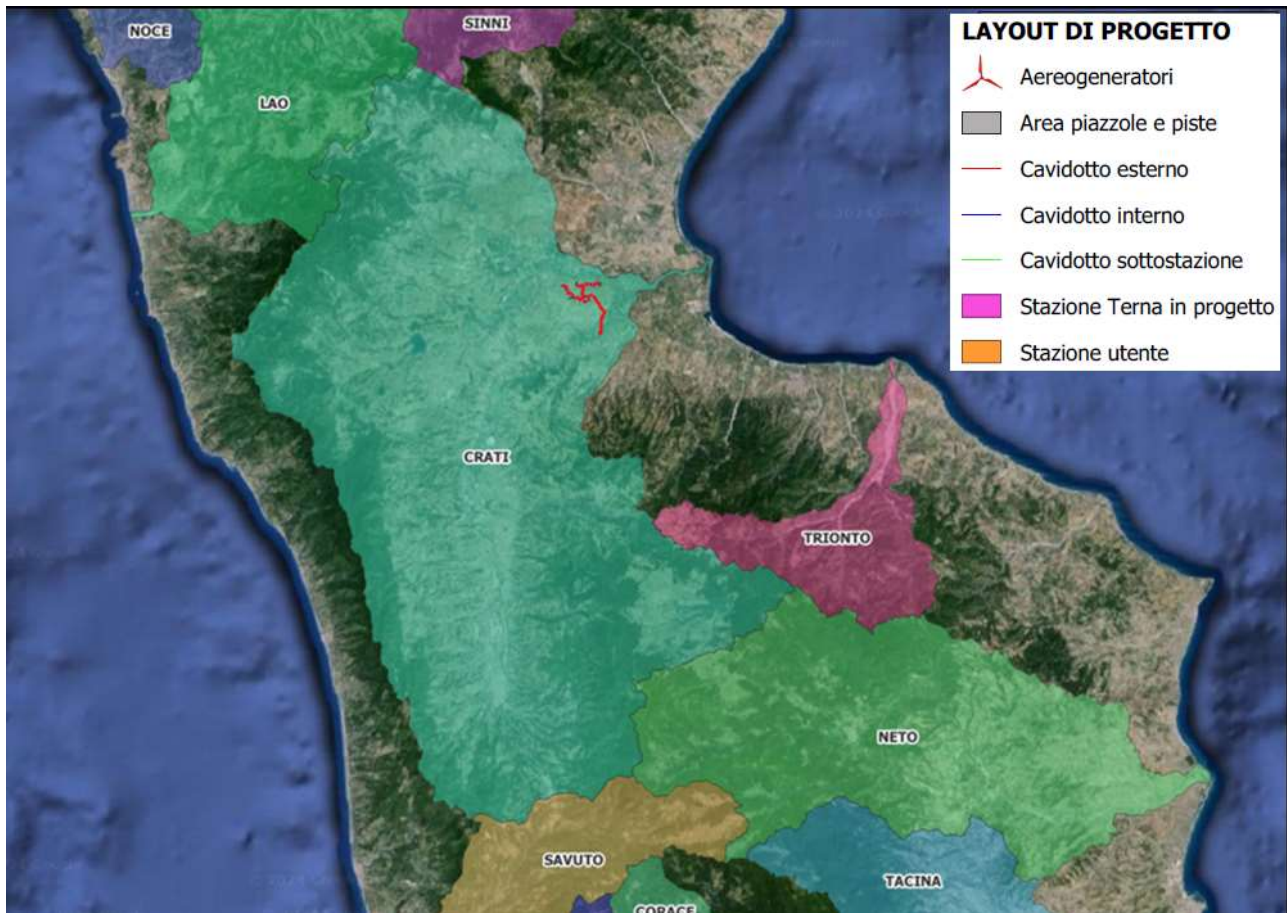 NOCE
SINNI
LAO
CRATI
TRIONTO
NETO
SAVUTO
TACINA
CORACE
LAYOUT DI PROGETTO
Aereogeneratori
Area piazzole e piste
Cavidotto esterno
Cavidotto interno
Cavidotto sottostazione
Stazione Terna in progetto
Stazione utente